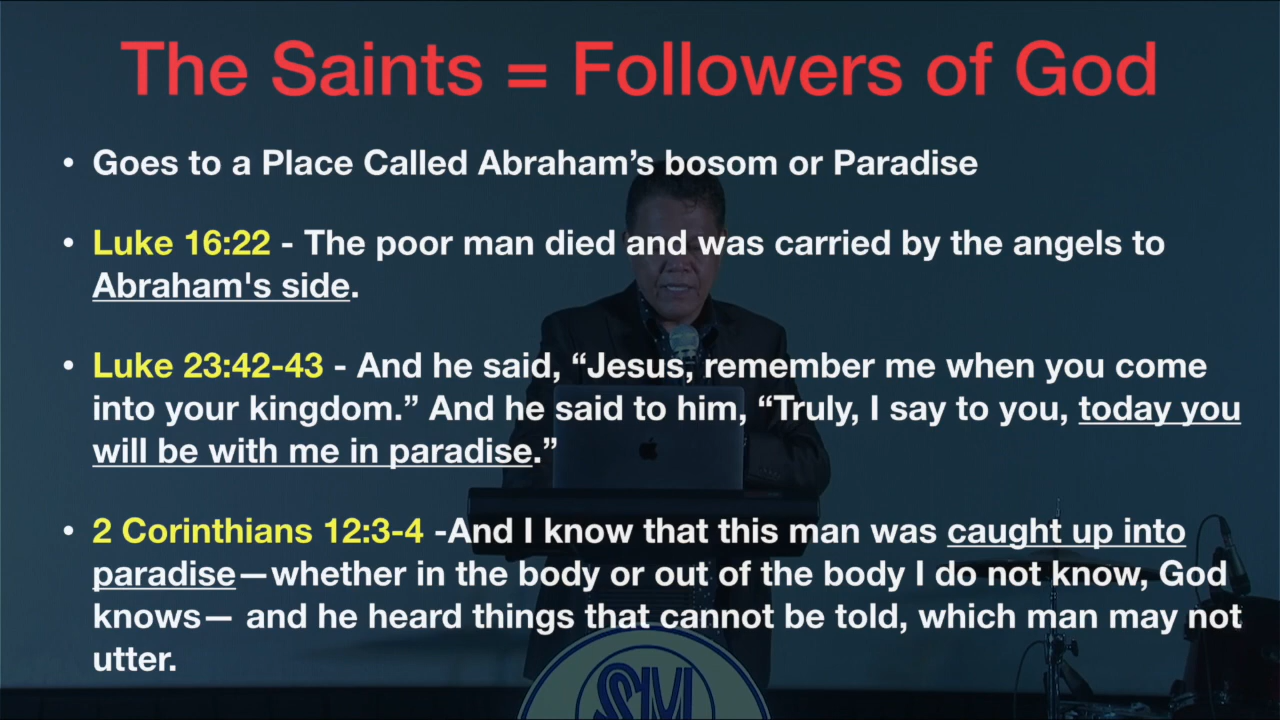 The Saints = Followers of God
• Goes to a Place Called Abraham’s bosom or Paradise
• Luke 16:22 - The poor man died and was carried by the angels to
Abraham's side.
• Luke 23:42-43 - And he said, “Jesus, remember me when you come
into your kingdom.” And he said to him, “Truly, I say to you, today you
will be with me in paradise.”
• 2 Corinthians 12:3-4 -And I know that this man was caught up into
paradise—whether in the body or out of the body I do not know, God
knows— and he heard things that cannot be told, which man may not
utter.
SM